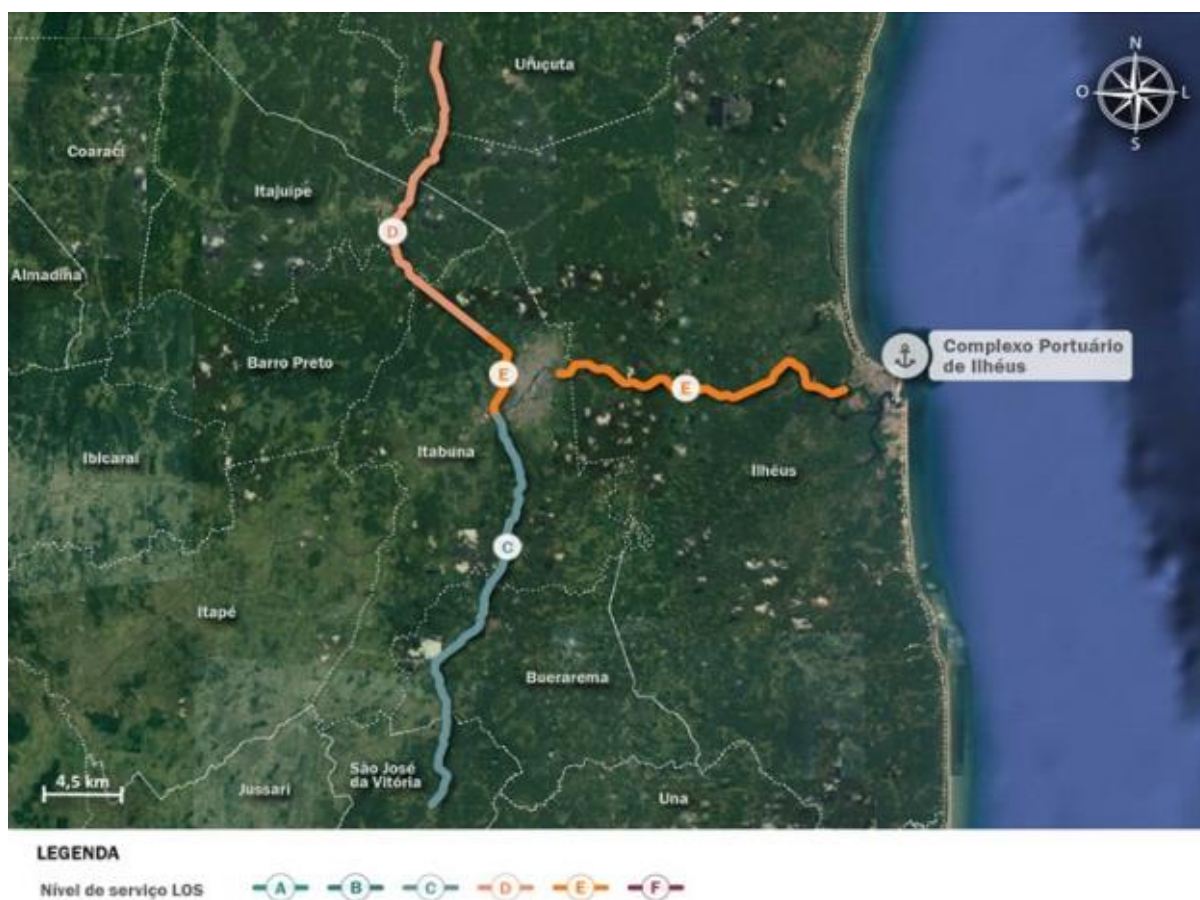 N
O
L
S
Uruçuta
Coaraci
Itajuípe
D
Almadina
Barro Preto
E
E
Complexo Portuário
de Ilhéus
Ibicaraí
Itabuna
Ilhéus
C
Itapé
Buerarema
4,5 km
Jussari
São José
da Vitória
Una
LEGENDA
Nível de serviço LOS
A
B
C
D
E
F